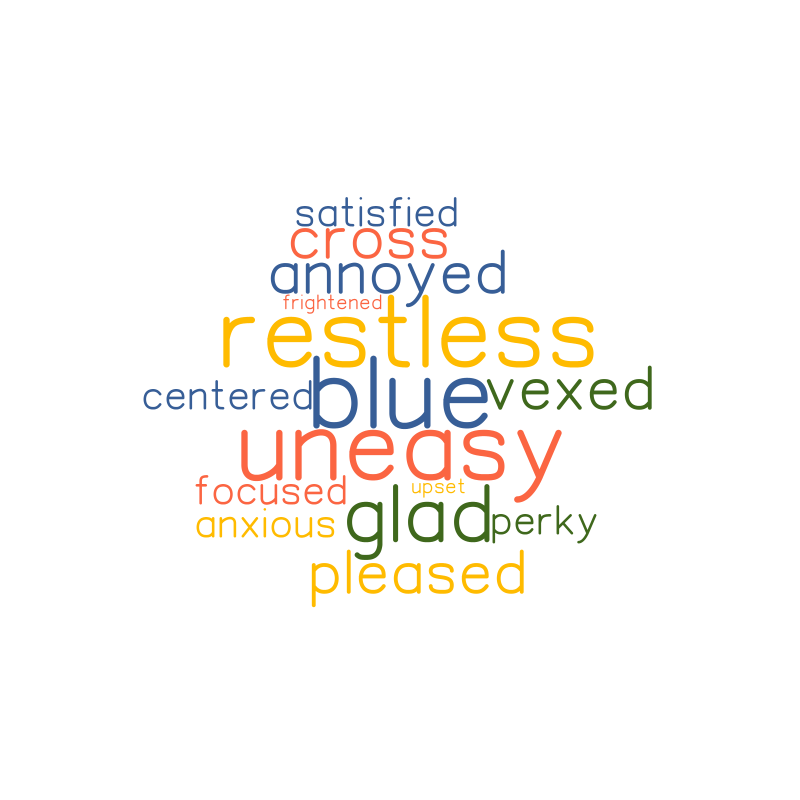 satisfied
cross
annoyed
frightened
restless
blue
vexed
centered
uneasy
focused
upset
glad
anxious
perky
pleased